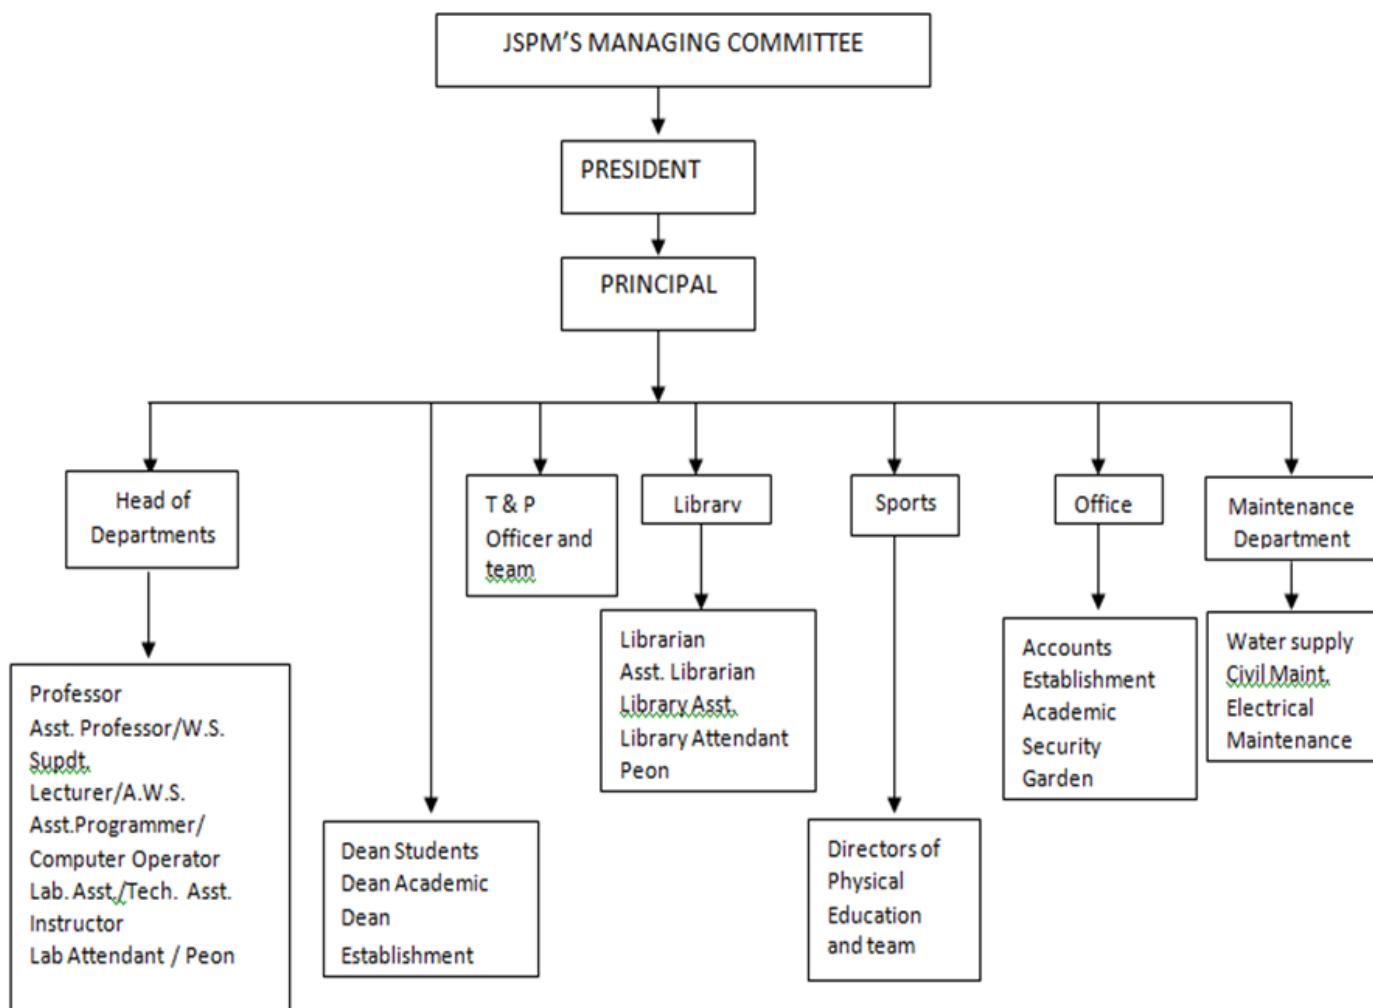 JSPM'S MANAGING COMMITTEE
PRESIDENT
PRINCIPAL
Head of
Departments
T & P
Officer and
team
Library
Sports
Office
Maintenance
Department
Professor
Asst. Professor/W.S.
Supdt.
Lecturer/A.W.S.
Asst.Programmer/
Computer Operator
Lab. Asst./Tech. Asst.
Instructor
Lab Attendant / Peon
Dean Students
Dean Academic
Dean
Establishment
Librarian
Asst. Librarian
Library Asst.
Library Attendant
Peon
Directors of
Physical
Education
and team
Accounts
Establishment
Academic
Security
Garden
Water supply
Civil Maint.
Electrical
Maintenance